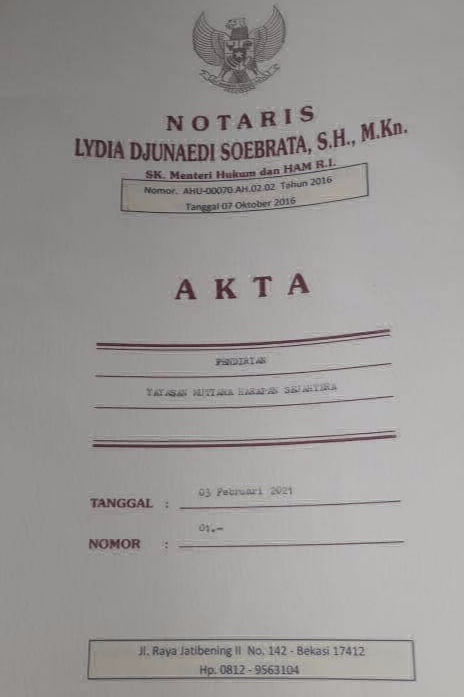 NOTARIS
LYDIA DJUNAEDI SOEBRATA, S.H., M.Kn.
SK. Menteri Hukum dan HAM R.I.
Nomor. AHU-00070.AH.02.02 Tahun 2016
Tanggal 07 Oktober 2016
AKTA
PENDIRIAN
YAYASAN MUTIARA HARAPAN SEJAHTERA
TANGGAL : 03 Februari 2021
NOMOR : 01.-
Jl. Raya Jatibening II No. 142 - Bekasi 17412
Hp. 0812 - 9563104